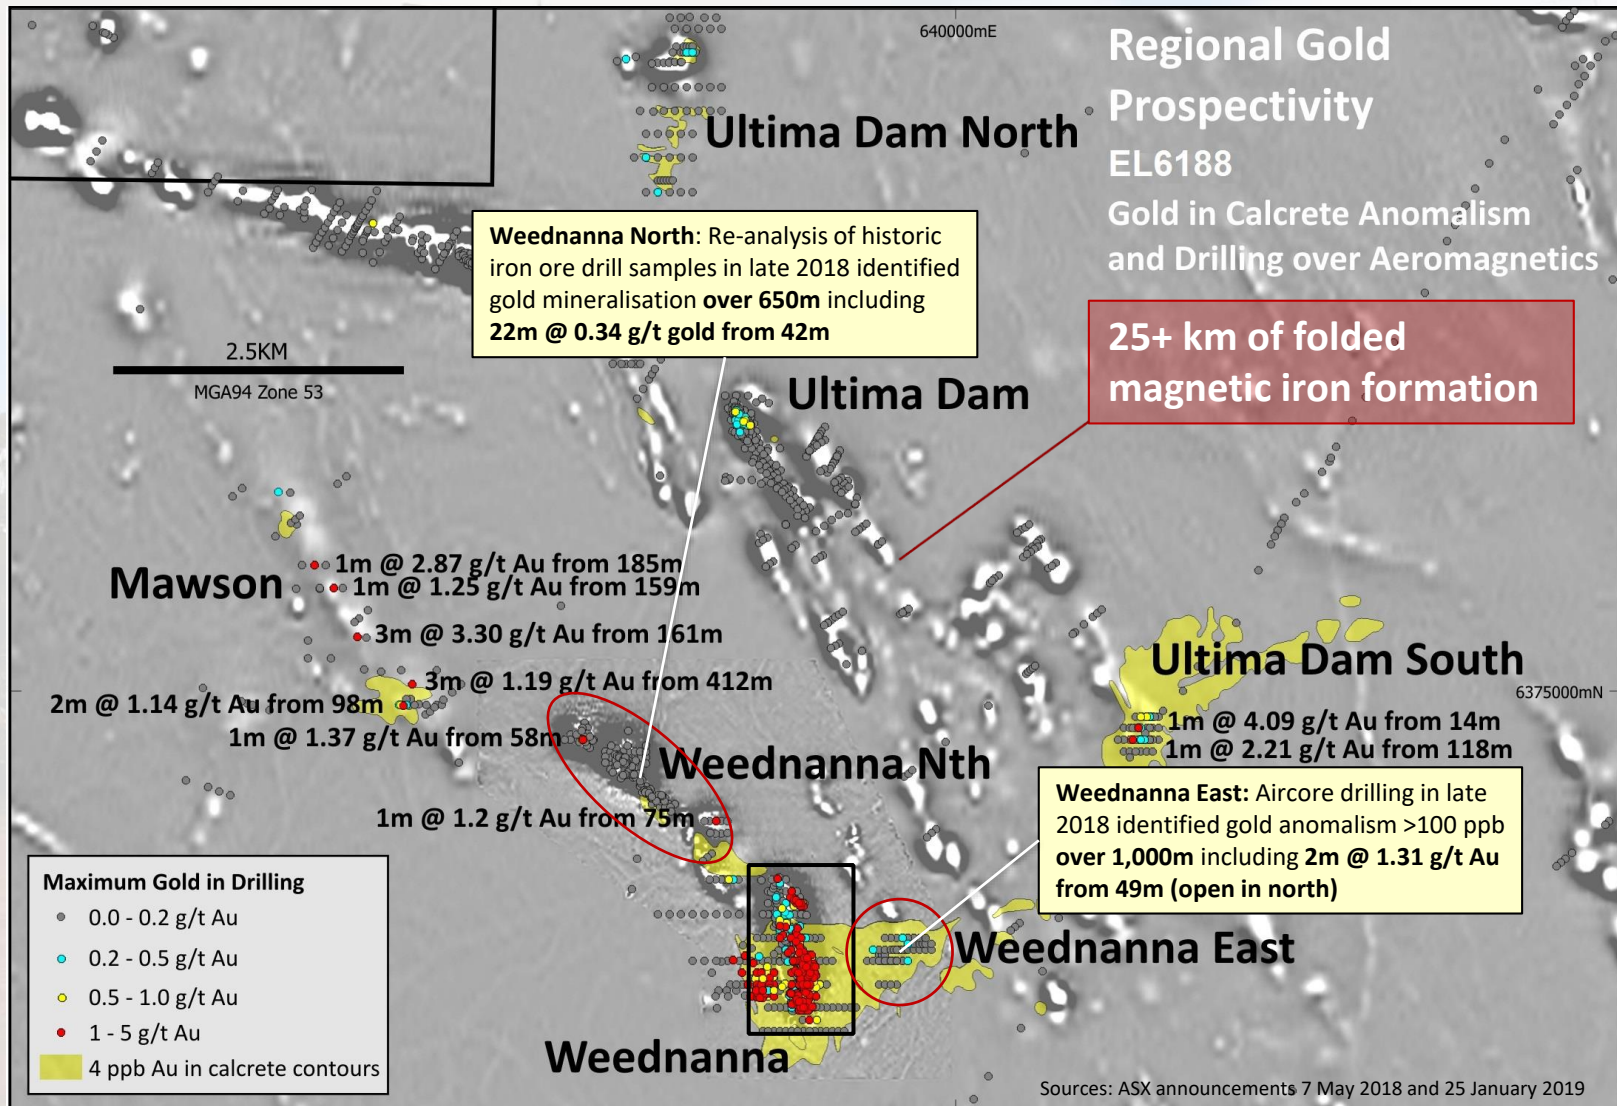 640000mE
Regional Gold
Prospectivity
EL6188
Gold in Calcrete Anomalism
and Drilling over Aeromagnetics
Ultima Dam North
Weednanna North: Re-analysis of historic
iron ore drill samples in late 2018 identified
gold mineralisation over 650m including
22m @ 0.34 g/t gold from 42m
25+ km of folded
magnetic iron formation
2.5KM
MGA94 Zone 53
Ultima Dam
Mawson
1m @ 2.87 g/t Au from 185m
1m @ 1.25 g/t Au from 159m
3m @ 3.30 g/t Au from 161m
3m @ 1.19 g/t Au from 412m
2m @ 1.14 g/t Au from 98m
1m @ 1.37 g/t Au from 58m
Ultima Dam South
6375000mN
1m @ 4.09 g/t Au from 14m
1m @ 2.21 g/t Au from 118m
Weednanna Nth
1m @ 1.2 g/t Au from 75m
Weednanna East: Aircore drilling in late
2018 identified gold anomalism >100 ppb
over 1,000m including 2m @ 1.31 g/t Au
from 49m (open in north)
Weednanna East
Weednanna
Maximum Gold in Drilling
0.0 - 0.2 g/t Au
0.2 - 0.5 g/t Au
0.5 - 1.0 g/t Au
1 - 5 g/t Au
4 ppb Au in calcrete contours
Sources: ASX announcements 7 May 2018 and 25 January 2019